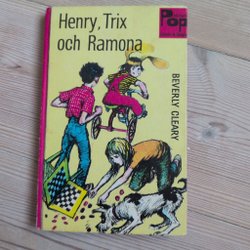 Henry, Trix
och Ramona
Pop
BEVERLY CLEARY